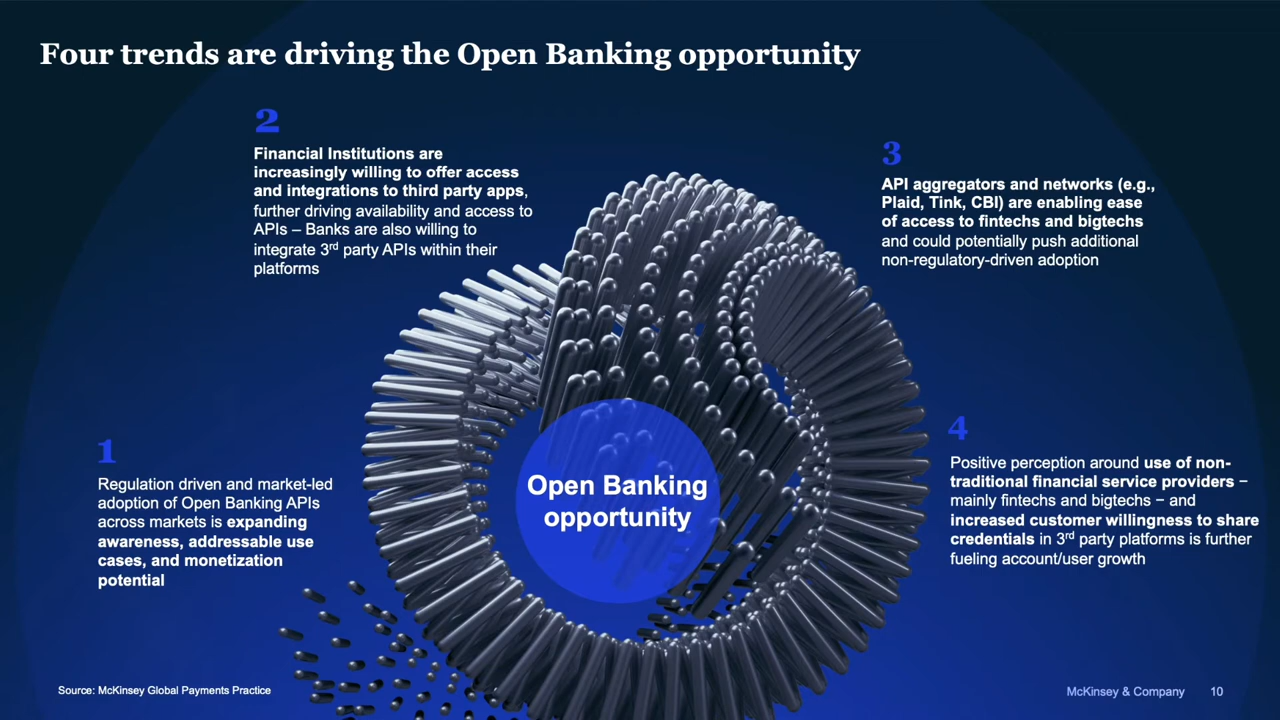 Four trends are driving the Open Banking opportunity
1
Regulation driven and market-led
adoption of Open Banking APIs
across markets is expanding
awareness, addressable use
cases, and monetization
potential
2
Financial Institutions are
increasingly willing to offer access
and integrations to third party apps,
further driving availability and access to
APIs – Banks are also willing to
integrate 3rd party APIs within their
platforms
3
API aggregators and networks (e.g.,
Plaid, Tink, CBI) are enabling ease
of access to fintechs and bigtechs
and could potentially push additional
non-regulatory-driven adoption
4
Positive perception around use of non-
traditional financial service providers –
mainly fintechs and bigtechs – and
increased customer willingness to share
credentials in 3rd party platforms is further
fueling account/user growth
Open Banking
opportunity
Source: McKinsey Global Payments Practice
McKinsey & Company 10